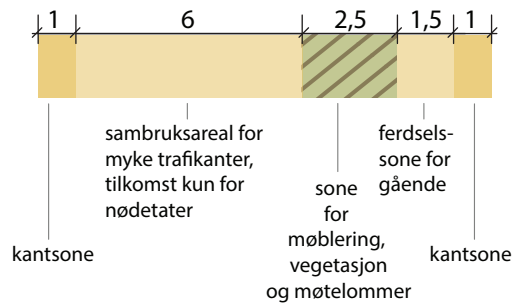 1 6 2,5 1,5 1
sambruksareal for
myke trafikanter,
tilkomst kun for
nødetater
ferdsels-
sone for
gående
sone
for
møblering,
vegetasjon
og møtelommer
kantsone
kantsone